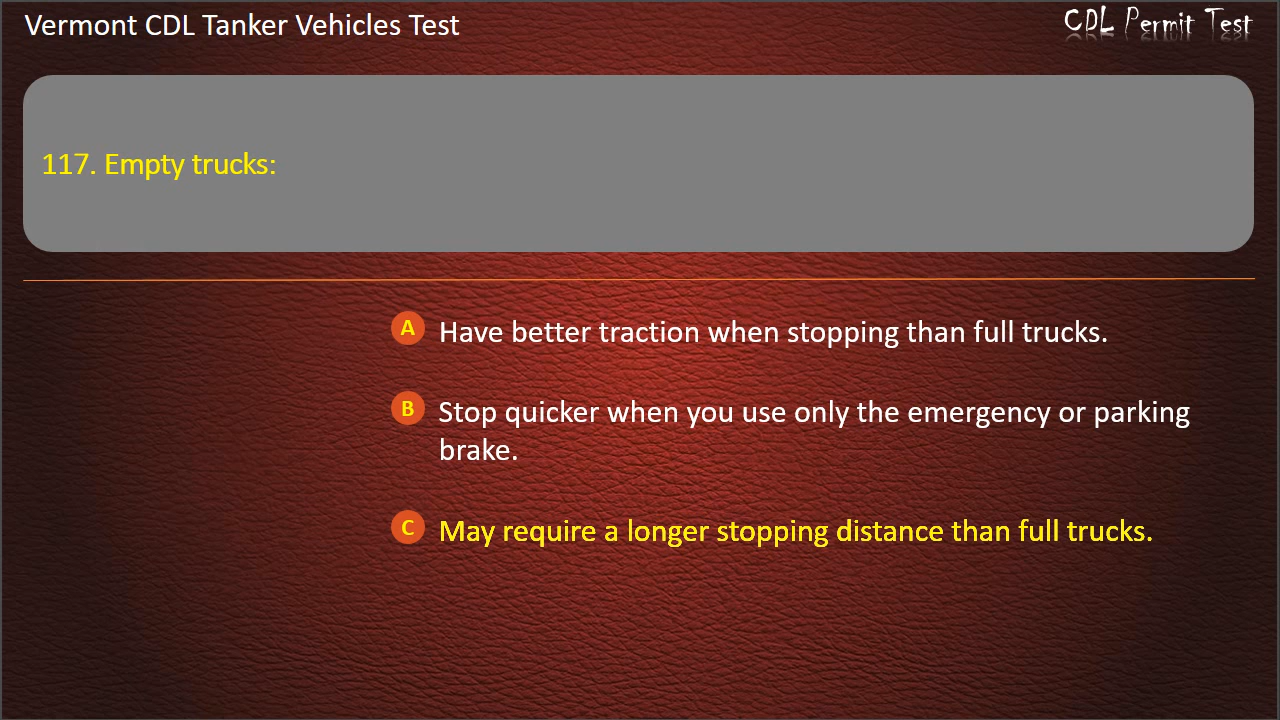 Vermont CDL Tanker Vehicles Test
CDL Permit Test
117. Empty trucks:
A Have better traction when stopping than full trucks.
B Stop quicker when you use only the emergency or parking
brake.
C May require a longer stopping distance than full trucks.